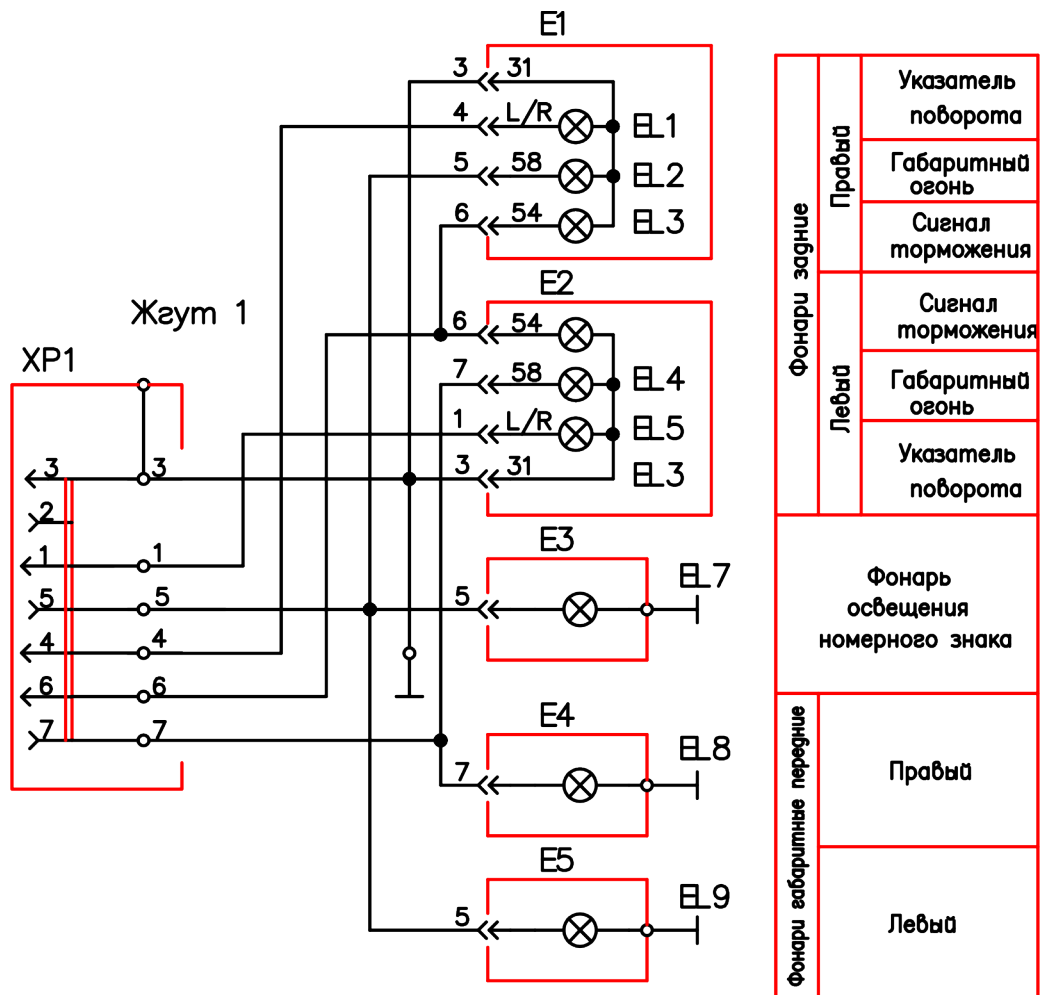 E1
3
31
4
L/R
EL1
5
58
EL2
6
54
EL3
E2
6
54
7
58
EL4
1
L/R
EL5
3
31
EL3
Жгут 1
XP1
3
3
2
1
1
5
5
4
4
6
6
7
7
E3
5
EL7
E4
7
EL8
E5
5
EL9
Фонари задние
Правый
Указатель
поворота
Габаритный
огонь
Сигнал
торможения
Левый
Сигнал
торможения
Габаритный
огонь
Указатель
поворота
Фонарь
освещения
номерного знака
Фонари габаритные передние
Правый
Левый